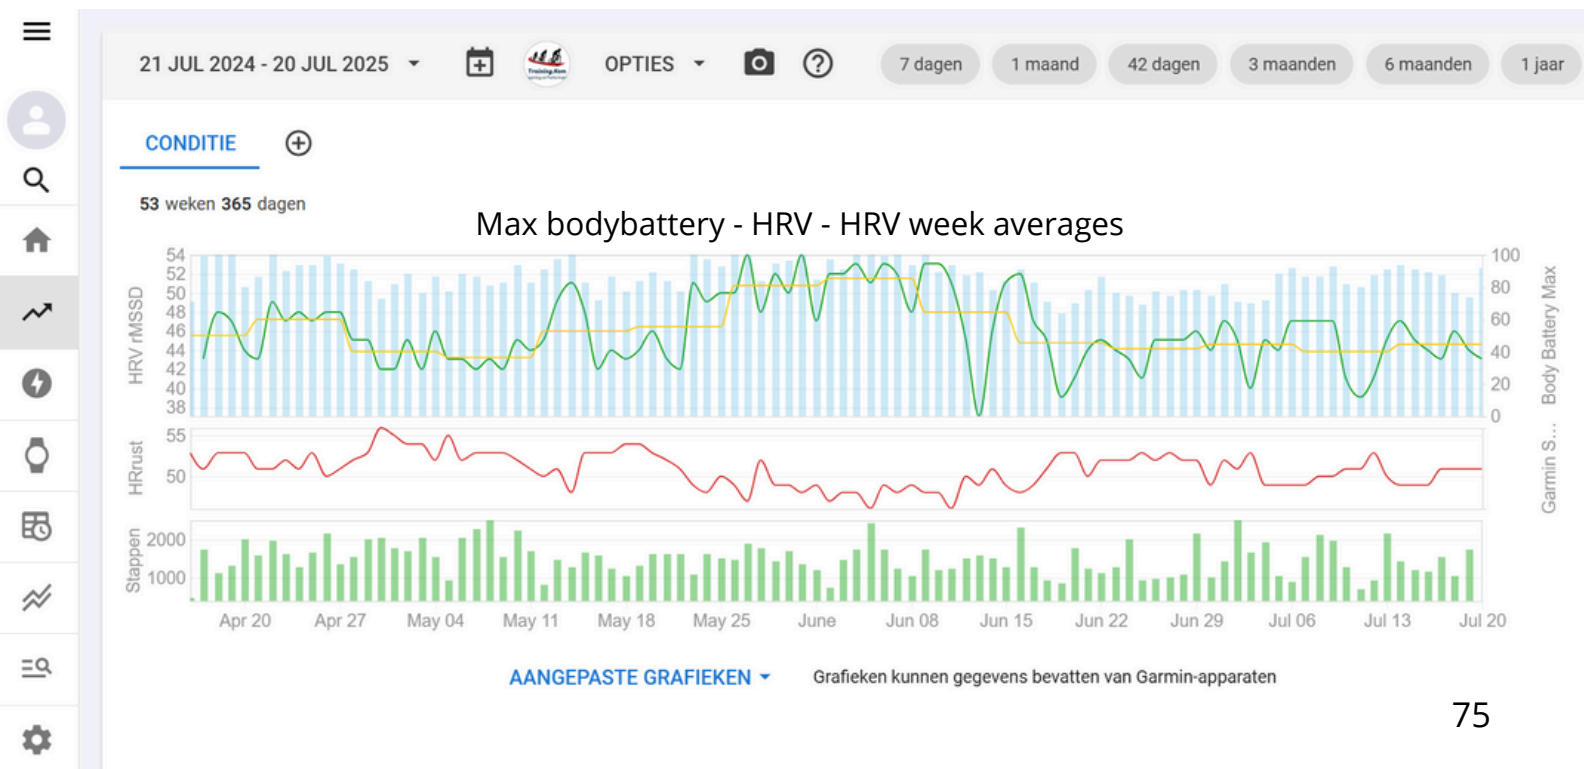 21 JUL 2024 - 20 JUL 2025 OPTIES 7 dagen 1 maand 42 dagen 3 maanden 6 maanden 1 jaar
CONDITIE
53 weken 365 dagen
Max bodybattery - HRV - HRV week averages
HRV rMSSD
54
52
50
48
46
44
42
40
38
100
80
60
40
20
0
Body Battery Max
HRrust
55
50
Garmin S...
Stappen
2000
1000
Apr 20 Apr 27 May 04 May 11 May 18 May 25 June Jun 08 Jun 15 Jun 22 Jun 29 Jul 06 Jul 13 Jul 20
AANGEPASTE GRAFIEKEN Grafieken kunnen gegevens bevatten van Garmin-apparaten
75